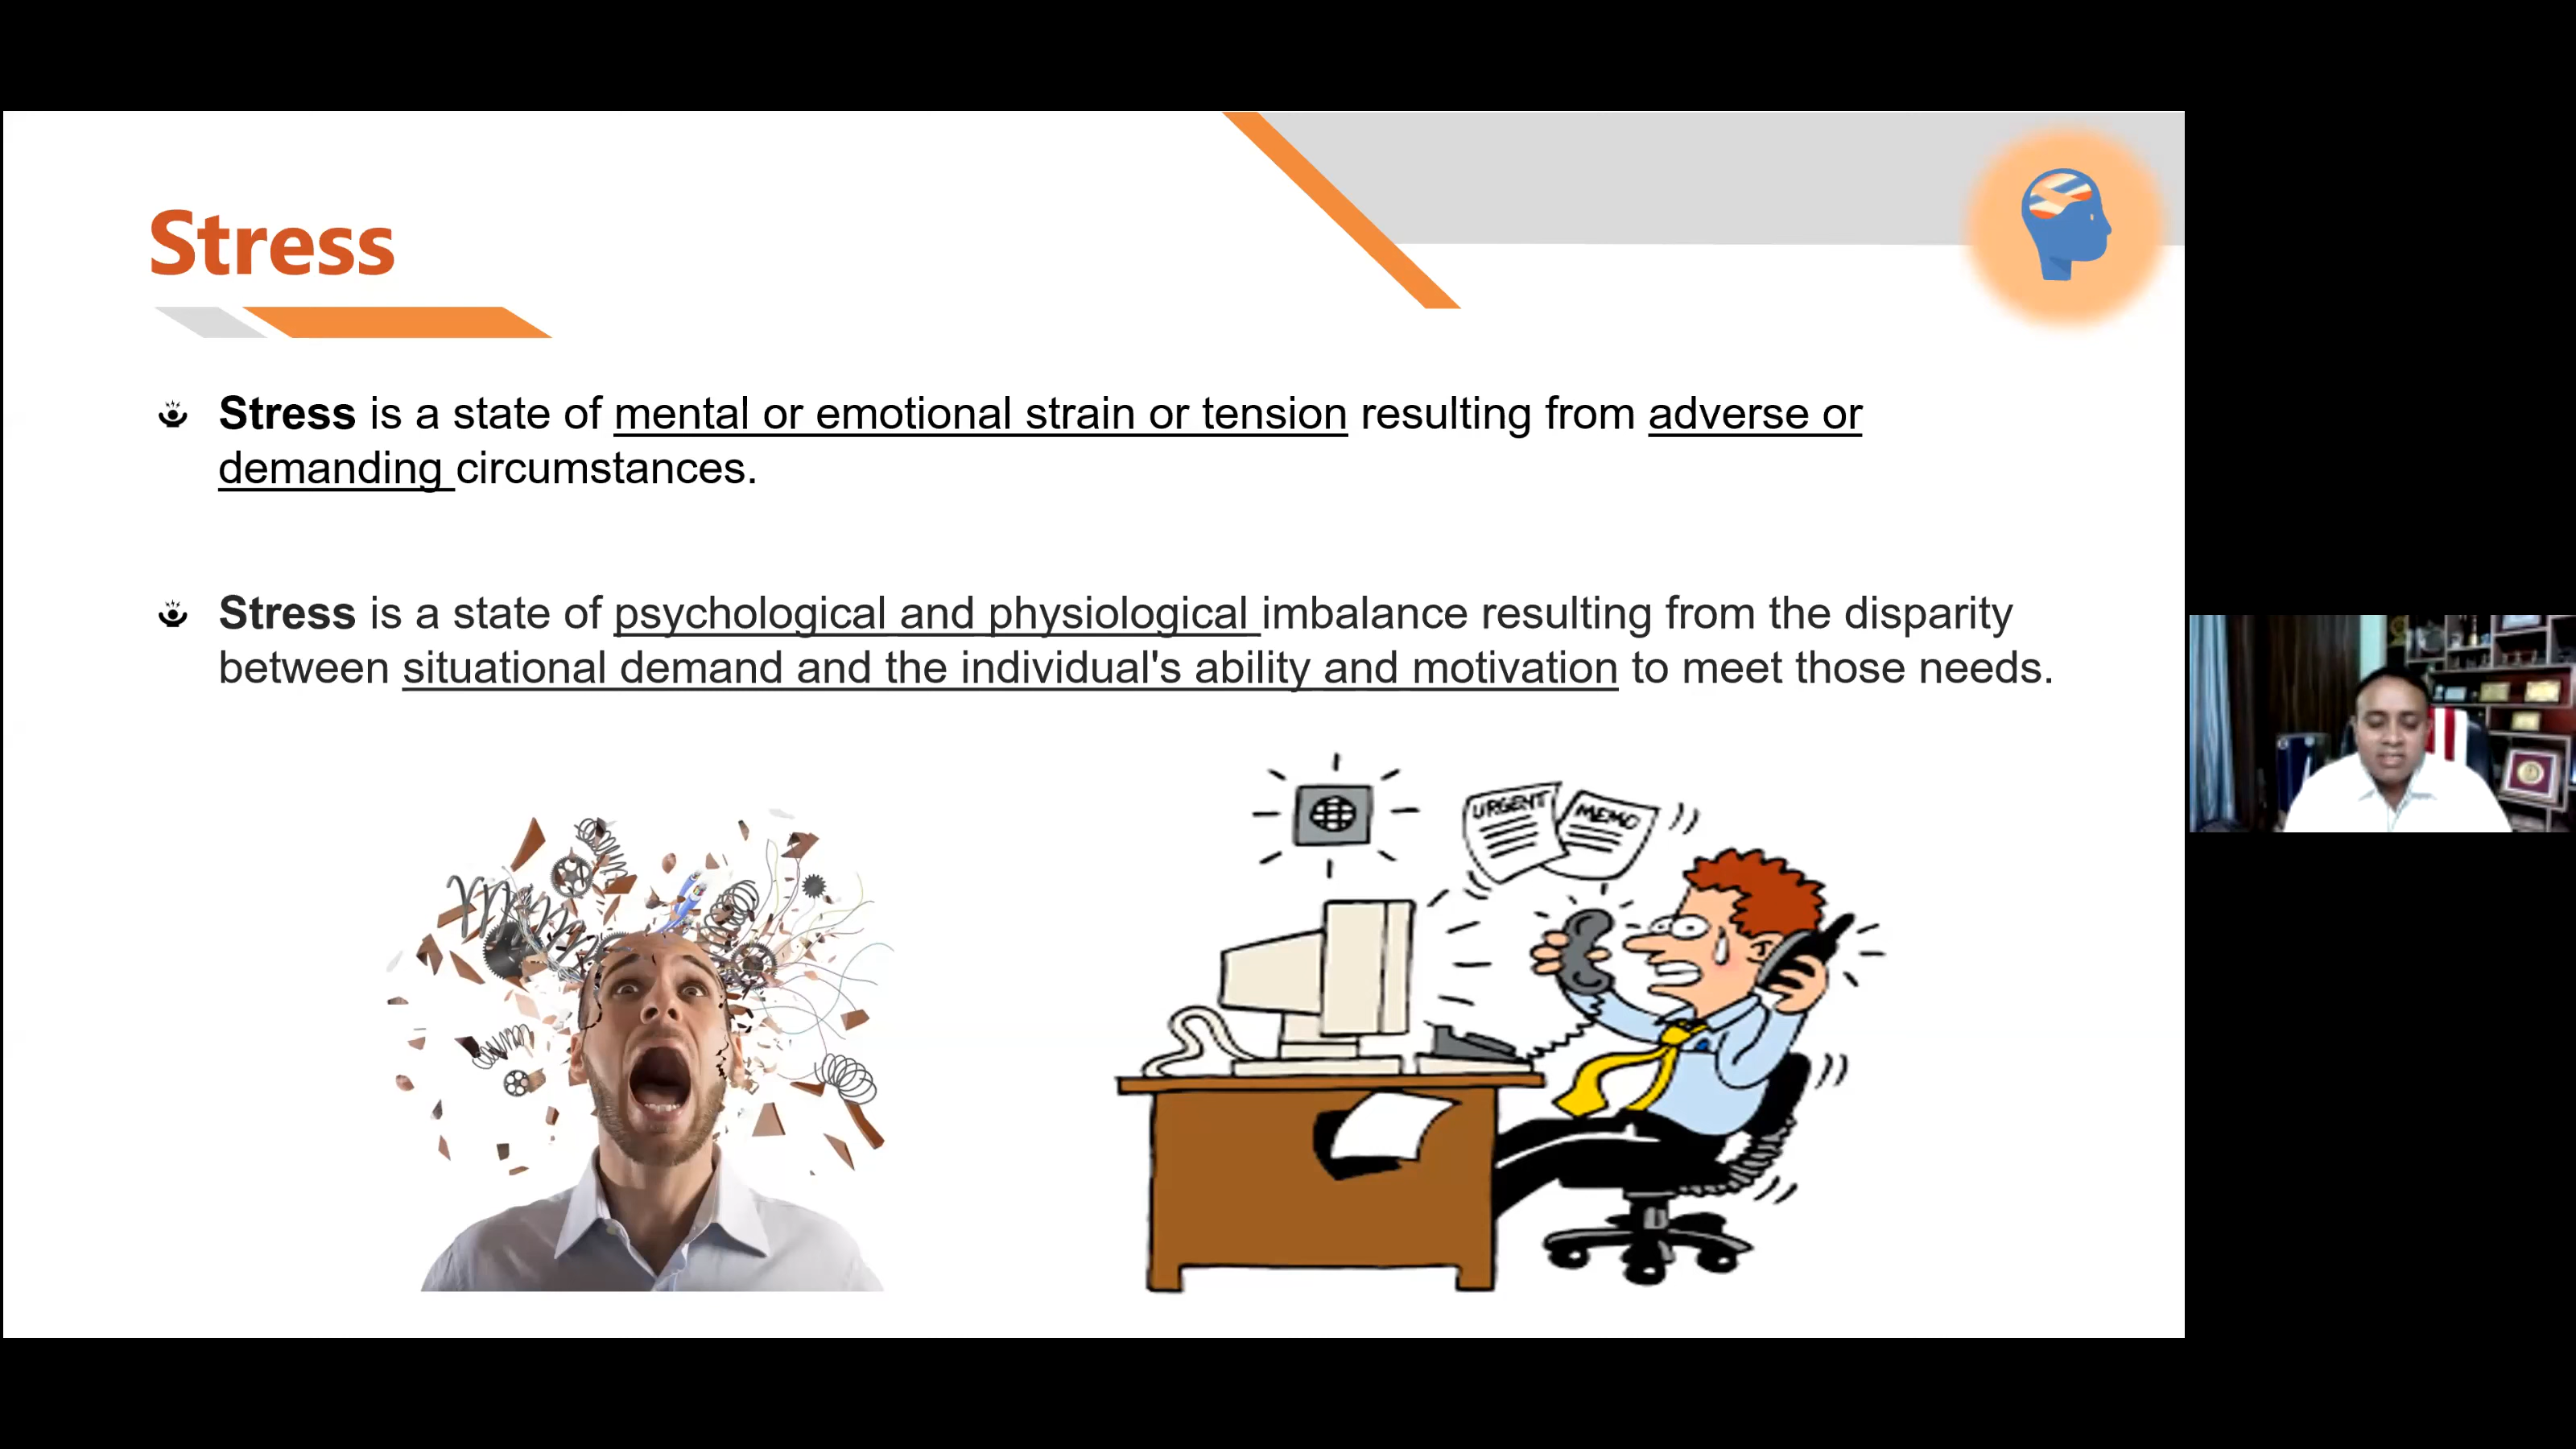 Stress
Stress is a state of mental or emotional strain or tension resulting from adverse or
demanding circumstances.
Stress is a state of psychological and physiological imbalance resulting from the disparity
between situational demand and the individual's ability and motivation to meet those needs.
URGENT
MEMO